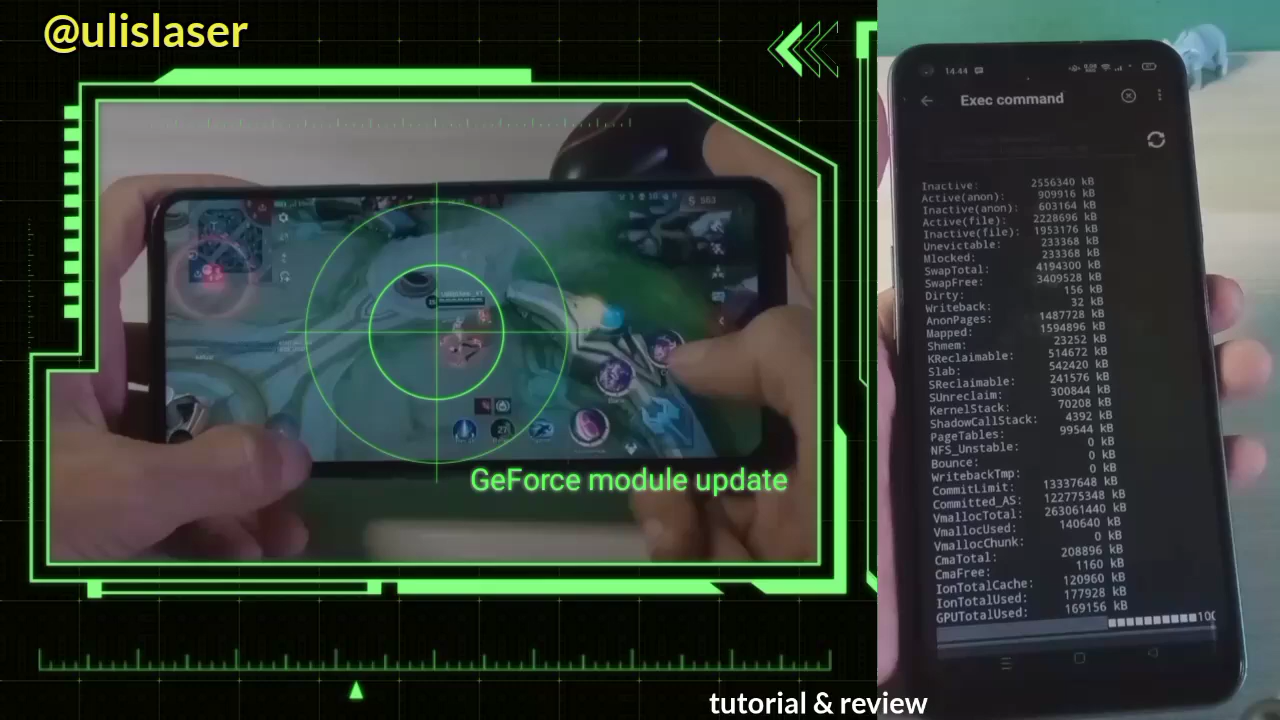 @ulislaser
GeForce module update
tutorial & review
14.44
Exec command
Inactive: 2556340 kB
Active(anon): 909916 kB
Inactive(anon): 603164 kB
Active(file): 2228696 kB
Inactive(file): 1953176 kB
Unevictable: 233368 kB
Mlocked: 233368 kB
SwapTotal: 4194300 kB
SwapFree: 3409528 kB
Dirty: 156 kB
Writeback: 32 kB
AnonPages: 1487728 kB
Mapped: 1594896 kB
Shmem: 23252 kB
KReclaimable: 514672 kB
Slab: 542420 kB
SReclaimable: 241576 kB
SUnreclaim: 300844 kB
KernelStack: 70208 kB
ShadowCallStack: 4392 kB
PageTables: 99544 kB
NFS_Unstable: 0 kB
Bounce: 0 kB
WritebackTmp: 0 kB
CommitLimit: 13337648 kB
Committed_AS: 122775348 kB
VmallocTotal: 263061440 kB
VmallocUsed: 140640 kB
VmallocChunk: 0 kB
CmaTotal: 208896 kB
CmaFree: 1160 kB
IonTotalCache: 120960 kB
IonTotalUsed: 177928 kB
GPUTotalUsed: 169156 kB